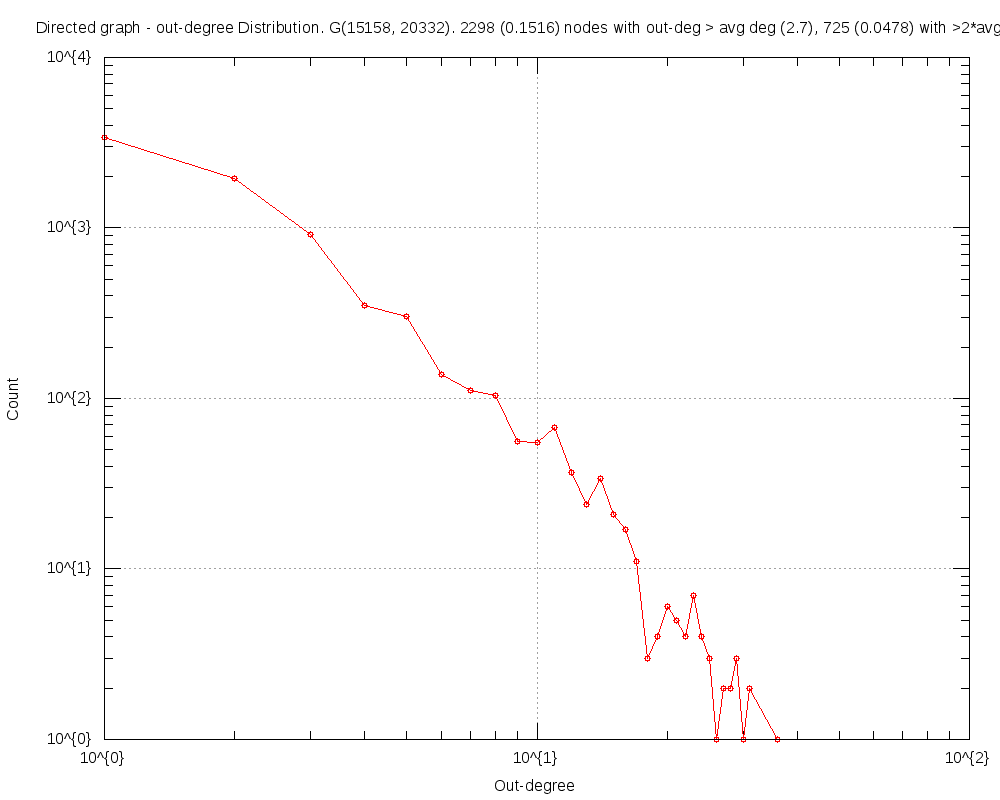 Directed graph - out-degree Distribution. G(15158, 20332). 2298 (0.1516) nodes with out-deg > avg deg (2.7), 725 (0.0478) with >2*avg
10^{4}
10^{3}
10^{2}
10^{1}
10^{0}
Count
10^{0}
10^{1}
10^{2}
Out-degree